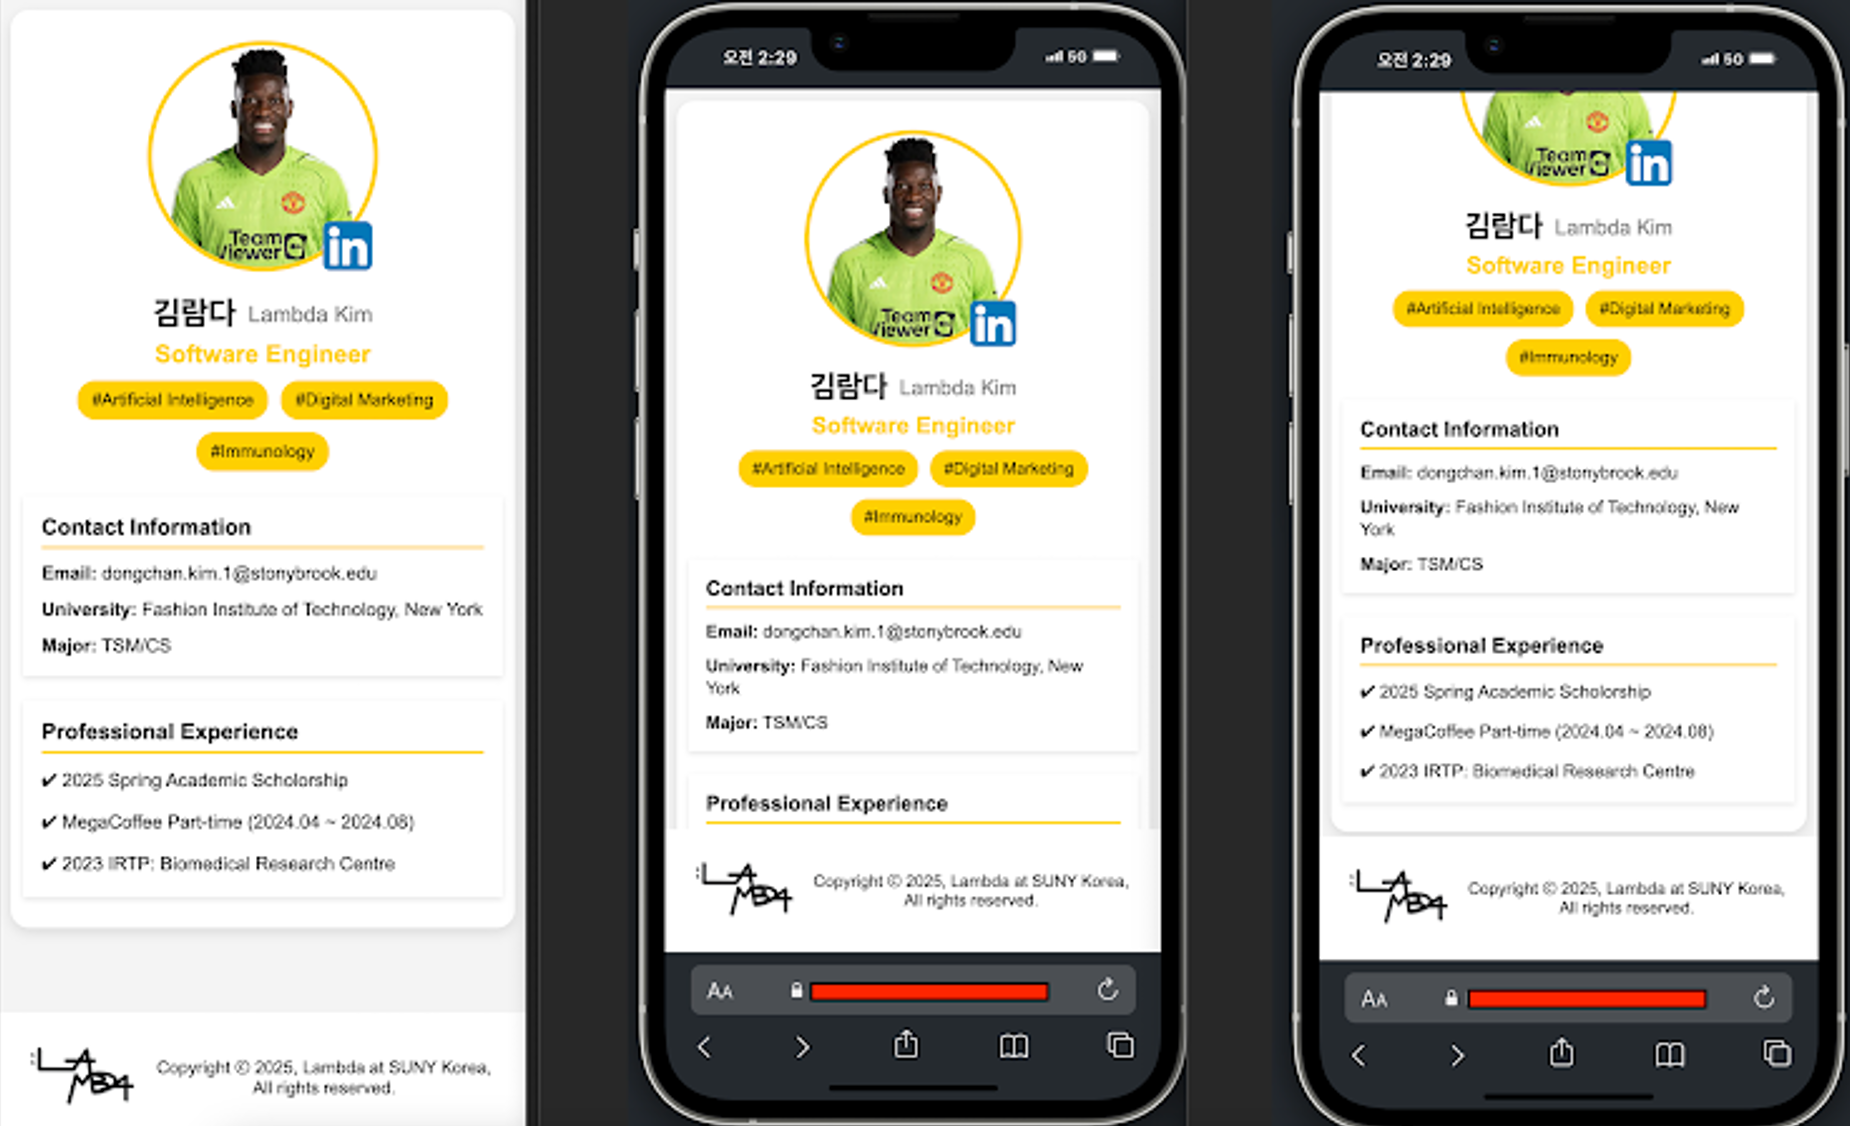 Team
Viewer
in
김람다 Lambda Kim
Software Engineer
#Artificial Intelligence #Digital Marketing
#Immunology
Contact Information
Email: dongchan.kim.1@stonybrook.edu
University: Fashion Institute of Technology, New York
Major: TSM/CS
Professional Experience
✔ 2025 Spring Academic Scholorship
✔ MegaCoffee Part-time (2024.04 ~ 2024.08)
✔ 2023 IRTP: Biomedical Research Centre
LAMBDA
Copyright © 2025, Lambda at SUNY Korea,
All rights reserved.
오전 2:29 5G
Team
Viewer
in
김람다 Lambda Kim
Software Engineer
#Artificial Intelligence #Digital Marketing
#Immunology
Contact Information
Email: dongchan.kim.1@stonybrook.edu
University: Fashion Institute of Technology, New
York
Major: TSM/CS
Professional Experience
LAMBDA
Copyright © 2025, Lambda at SUNY Korea,
All rights reserved.
AA
오전 2:29 5G
Team
Viewer
in
김람다 Lambda Kim
Software Engineer
#Artificial Intelligence #Digital Marketing
#Immunology
Contact Information
Email: dongchan.kim.1@stonybrook.edu
University: Fashion Institute of Technology, New
York
Major: TSM/CS
Professional Experience
✔ 2025 Spring Academic Scholorship
✔ MegaCoffee Part-time (2024.04 ~ 2024.08)
✔ 2023 IRTP: Biomedical Research Centre
LAMBDA
Copyright © 2025, Lambda at SUNY Korea,
All rights reserved.
AA